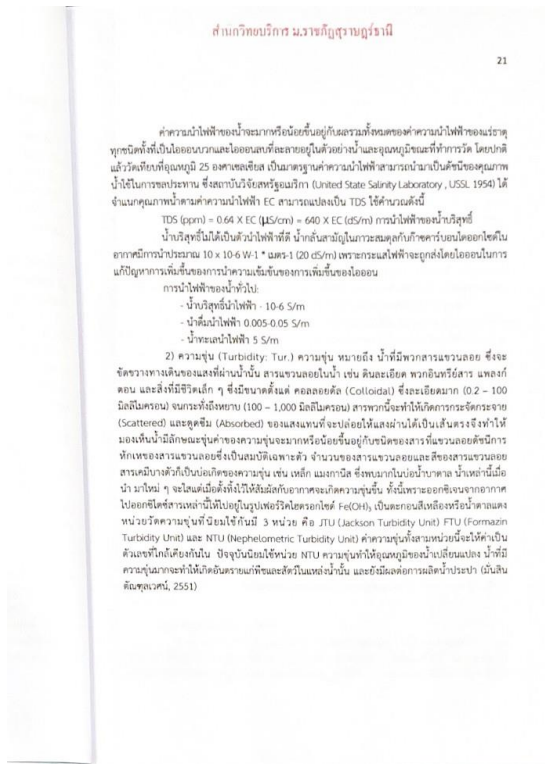 สำนักวิทยบริการ ม.ราชภัฏสุราษฎร์ธานี
21
ค่าความนำไฟฟ้าของน้ำจะมากหรือน้อยขึ้นอยู่กับผลรวมทั้งหมดของค่าความนำไฟฟ้าของแร่ธาตุ
ทุกชนิดทั้งที่เป็นไอออนบวกและไอออนลบที่ละลายอยู่ในตัวอย่างน้ำและอุณหภูมิขณะที่ทำการวัด โดยปกติ
แล้ววัดเทียบที่อุณหภูมิ 25 องศาเซลเซียส เป็นมาตรฐานค่าความนำไฟฟ้าสามารถนำมาเป็นดัชนีของคุณภาพ
น้ำใช้ในการชลประทาน ซึ่งสถาบันวิจัยสหรัฐอเมริกา (United State Salinity Laboratory , USSL 1954) ได้
จำแนกคุณภาพน้ำตามค่าความนำไฟฟ้า EC สามารถแปลงเป็น TDS ใช้คำนวณดังนี้
TDS (ppm) = 0.64 X EC (µS/cm) = 640 X EC (dS/m) การนำไฟฟ้าของน้ำบริสุทธิ์
น้ำบริสุทธิ์ไม่ได้เป็นตัวนำไฟฟ้าที่ดี น้ำกลั่นสามัญในภาวะสมดุลกับก๊าซคาร์บอนไดออกไซด์ใน
อากาศมีการนำประมาณ 10 x 10-6 W-1 * เมตร-1 (20 dS/m) เพราะกระแสไฟฟ้าจะถูกส่งโดยไอออนในการ
แก้ปัญหาการเพิ่มขึ้นของการนำความเข้มข้นของการเพิ่มขึ้นของไอออน
การนำไฟฟ้าของน้ำทั่วไป:
- น้ำบริสุทธิ์นำไฟฟ้า · 10-6 S/m
- น้ำดื่มนำไฟฟ้า 0.005-0.05 S/m
- น้ำทะเลนำไฟฟ้า 5 S/m
2) ความขุ่น (Turbidity: Tur.) ความขุ่น หมายถึง น้ำที่มีพวกสารแขวนลอย ซึ่งจะ
ขัดขวางทางเดินของแสงที่ผ่านน้ำนั้น สารแขวนลอยในน้ำ เช่น ดินละเอียด พวกอินทรีย์สาร แพลงก์
ตอน และสิ่งที่มีชีวิตเล็ก ๆ ซึ่งมีขนาดตั้งแต่ คอลลอยดัล (Colloidal) ซึ่งละเอียดมาก (0.2 – 100
มิลลิไมครอน) จนกระทั่งถึงหยาบ (100 – 1,000 มิลลิไมครอน) สารพวกนี้จะทำให้เกิดการกระจัดกระจาย
(Scattered) และดูดซึม (Absorbed) ของแสงแทนที่จะปล่อยให้แสงผ่านได้เป็นเส้นตรงจึงทำให้
มองเห็นน้ำมีลักษณะขุ่นค่าของความขุ่นจะมากหรือน้อยขึ้นอยู่กับชนิดของสารที่แขวนลอยดัชนีการ
หักเหของสารแขวนลอยซึ่งเป็นสมบัติเฉพาะตัว จำนวนของสารแขวนลอยและสีของสารแขวนลอย
สารเคมีบางตัวก็เป็นบ่อเกิดของความขุ่น เช่น เหล็ก แมงกานีส ซึ่งพบมากในบ่อน้ำบาดาล น้ำเหล่านี้เมื่อ
นำ มาใหม่ ๆ จะใสแต่เมื่อตั้งทิ้งไว้ให้สัมผัสกับอากาศจะเกิดความขุ่นขึ้น ทั้งนี้เพราะออกซิเจนจากอากาศ
ไปออกซิไดซ์สารเหล่านี้ให้ไปอยู่ในรูปเฟอร์ริคไฮดรอกไซด์ Fe(OH)₃ เป็นตะกอนสีเหลืองหรือน้ำตาลแดง
หน่วยวัดความขุ่นที่นิยมใช้กันมี 3 หน่วย คือ JTU (Jackson Turbidity Unit) FTU (Formazin
Turbidity Unit) และ NTU (Nephelometric Turbidity Unit) ค่าความขุ่นทั้งสามหน่วยนี้จะให้ค่าเป็น
ตัวเลขที่ใกล้เคียงกันใน ปัจจุบันนิยมใช้หน่วย NTU ความขุ่นทำให้อุณหภูมิของน้ำเปลี่ยนแปลง น้ำที่มี
ความขุ่นมากจะทำให้เกิดอันตรายแก่พืชและสัตว์ในแหล่งน้ำนั้น และยังมีผลต่อการผลิตน้ำประปา (มั่นสิน
ตัณฑุลเวศน์, 2551)